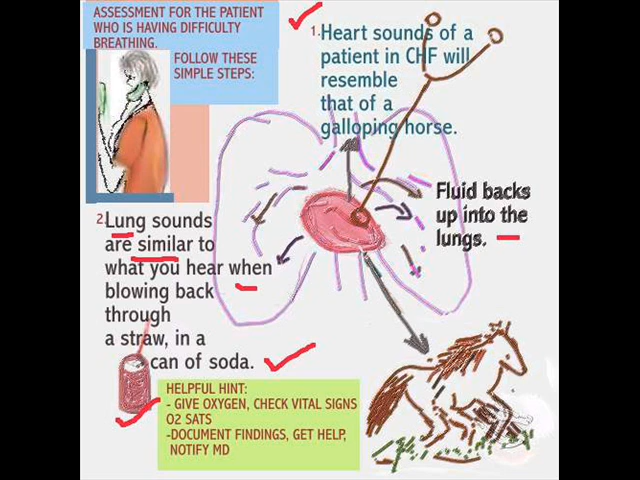 ASSESSMENT FOR THE PATIENT
WHO IS HAVING DIFFICULTY
BREATHING.
FOLLOW THESE
SIMPLE STEPS:
1. Heart sounds of a
patient in CHF will
resemble
that of a
galloping horse.
Fluid backs
up into the
lungs.
2. Lung sounds
are similar to
what you hear when
blowing back
through
a straw, in a
can of soda.
HELPFUL HINT:
- GIVE OXYGEN, CHECK VITAL SIGNS
O2 SATS
-DOCUMENT FINDINGS, GET HELP,
NOTIFY MD